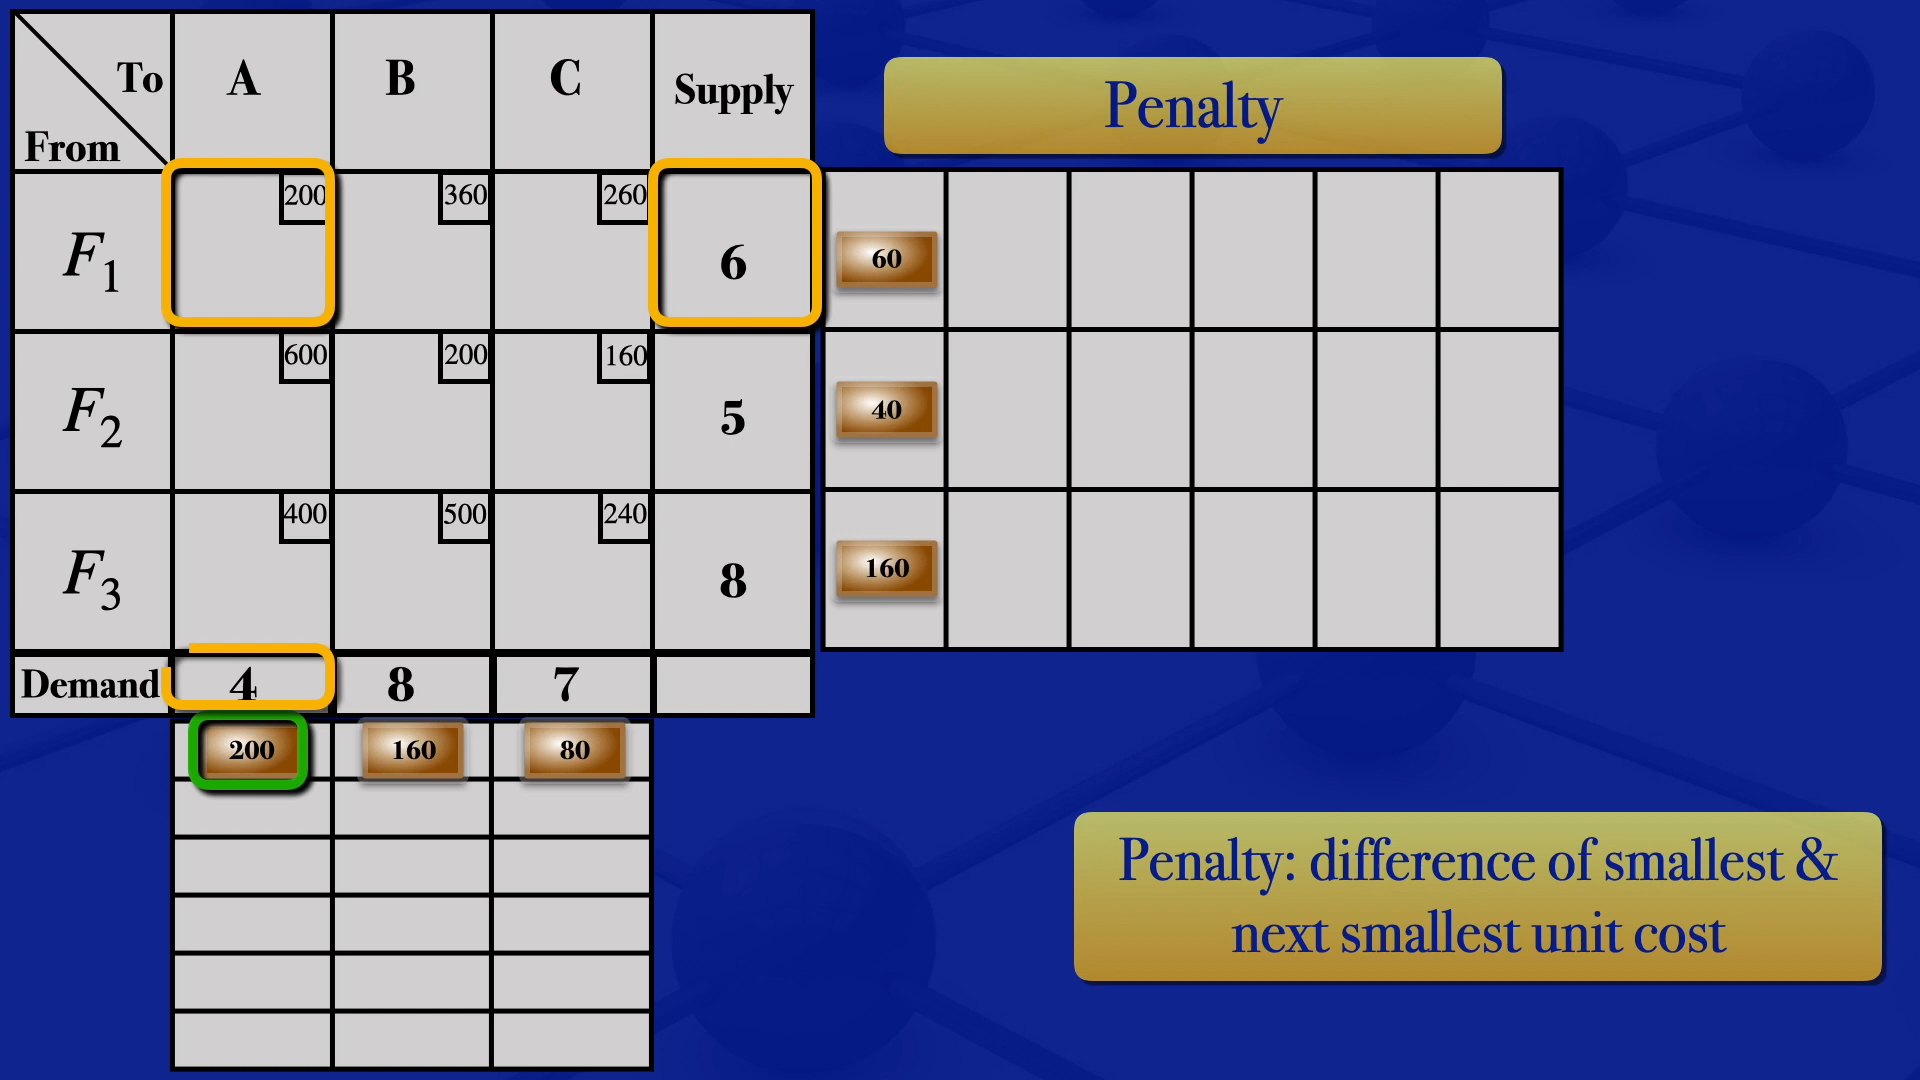 To
From
A B C Supply
Penalty
F1 200 360 260 6 60
F2 600 200 160 5 40
F3 400 500 240 8 160
Demand 4 8 7
200 160 80
Penalty: difference of smallest &
next smallest unit cost